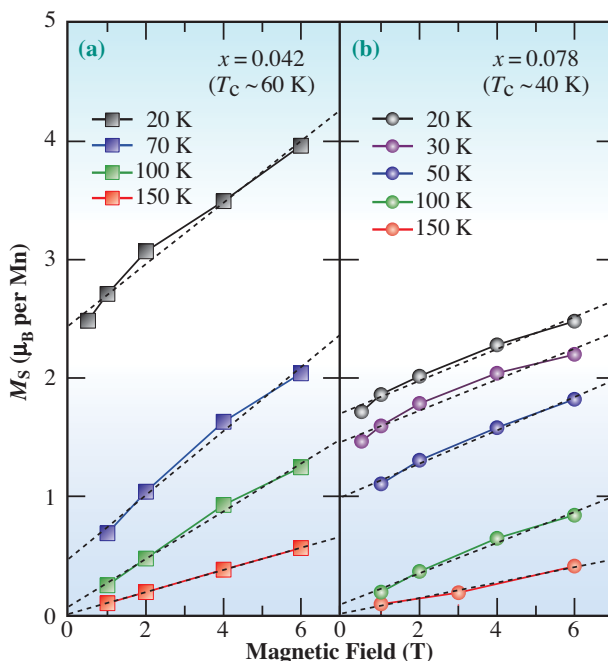 5
4
3
2
1
0
M_S (μ_B per Mn)
(a)
x = 0.042
(T_C ~ 60 K)
20 K
70 K
100 K
150 K
0
2
4
6
(b)
x = 0.078
(T_C ~ 40 K)
20 K
30 K
50 K
100 K
150 K
0
2
4
6
Magnetic Field (T)